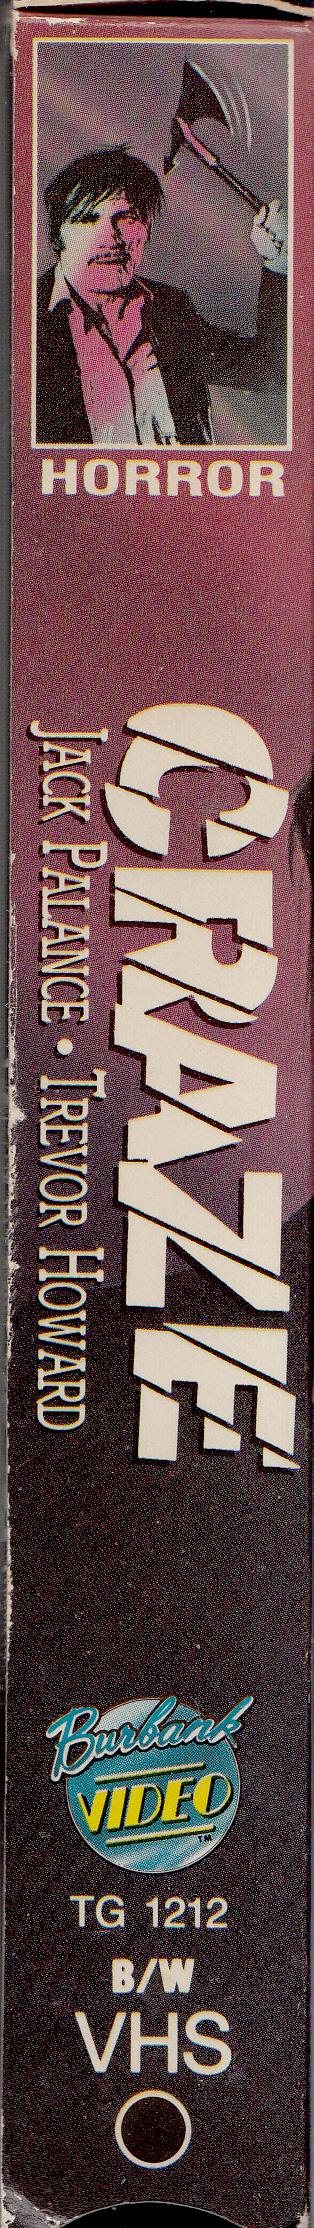 HORROR
CRAZE
JACK PALANCE • TREVOR HOWARD
Burbank
VIDEO
TM
TG 1212
B/W
VHS